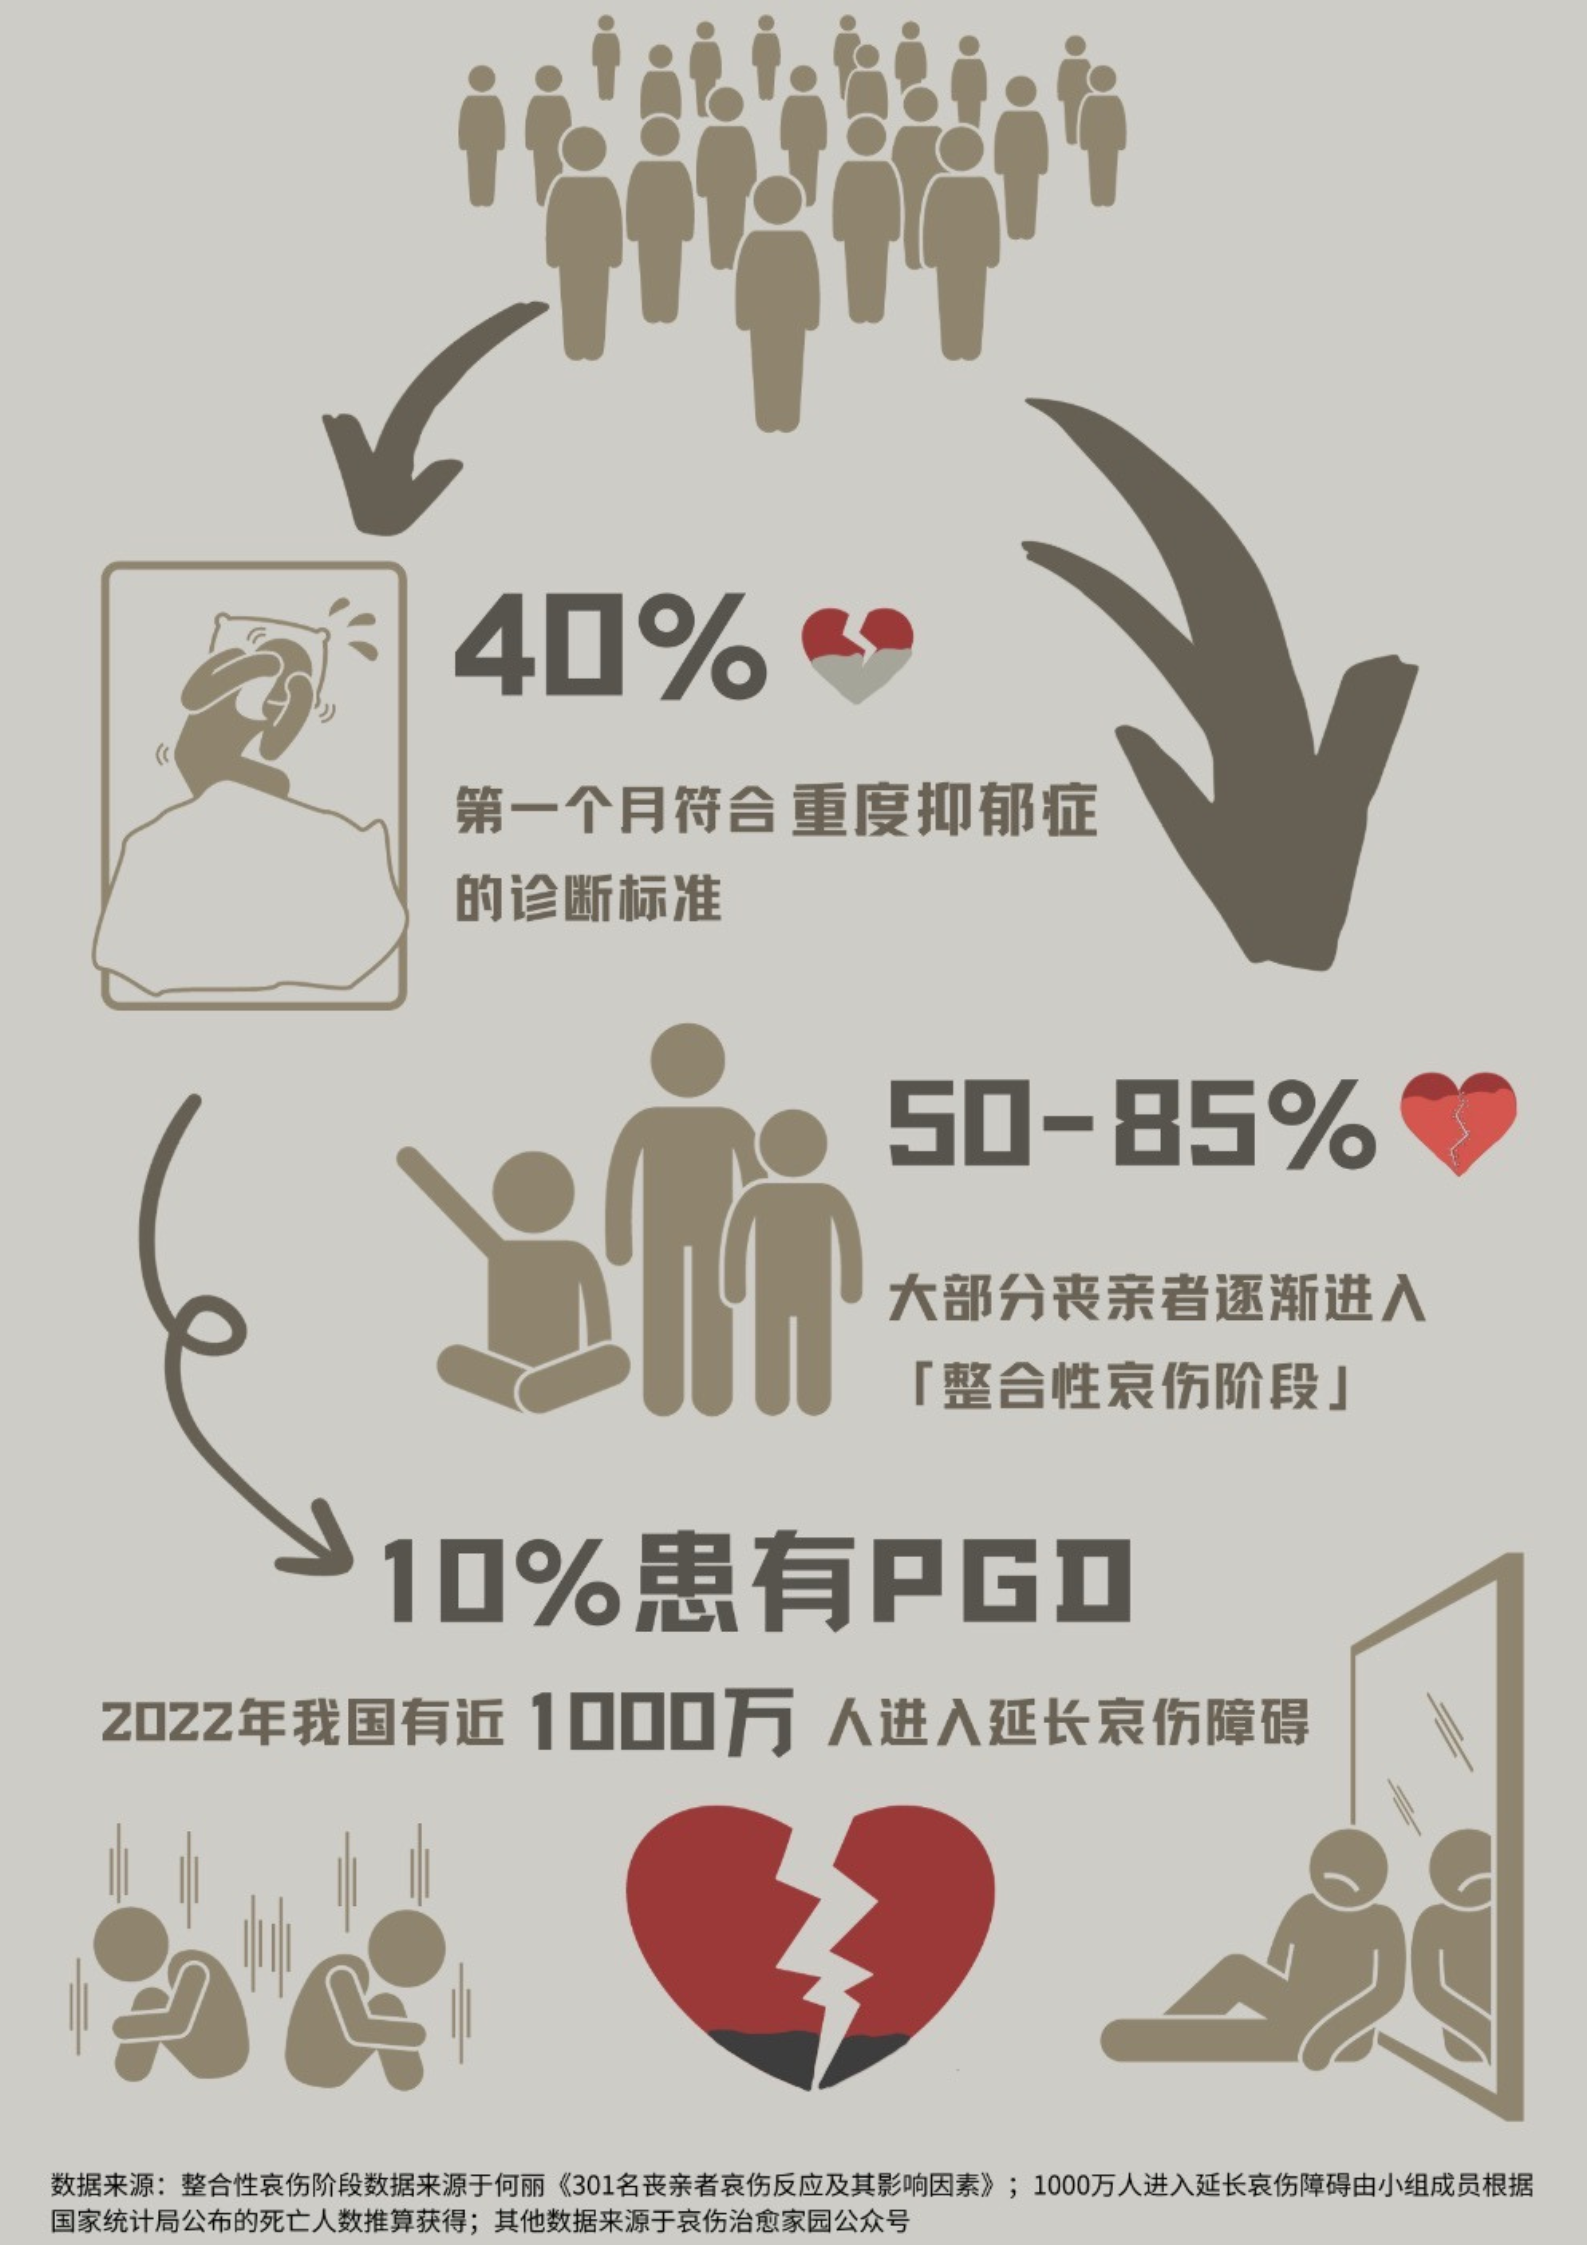 40%
第一个月符合重度抑郁症
的诊断标准
50-85%
大部分丧亲者逐渐进入
「整合性哀伤阶段」
10%患有PGD
2022年我国有近 1000万 人进入延长哀伤障碍
数据来源：整合性哀伤阶段数据来源于何丽《301名丧亲者哀伤反应及其影响因素》；1000万人进入延长哀伤障碍由小组成员根据
国家统计局公布的死亡人数推算获得；其他数据来源于哀伤治愈家园公众号